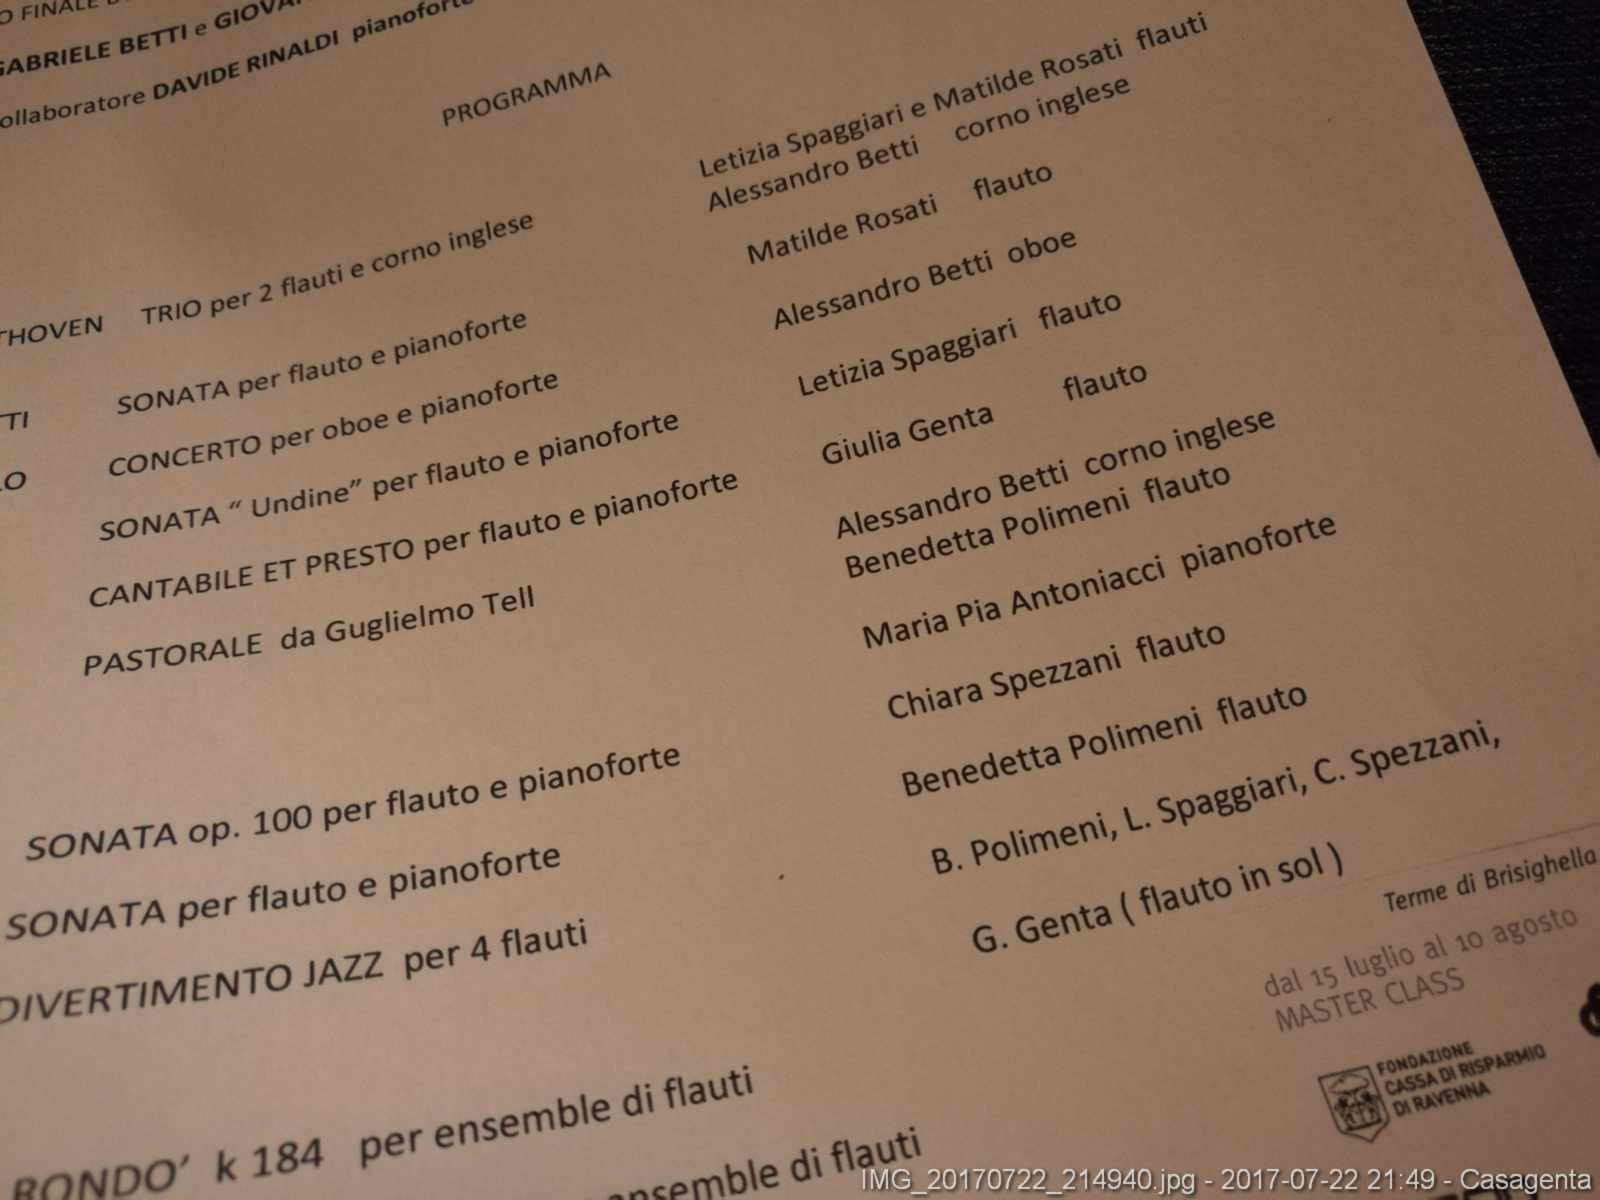 O FINALE
GABRIELE BETTI e
collaboratore DAVIDE RINALDI pianoforte
PROGRAMMA
Letizia Spaggiari e Matilde Rosati flauti
THOVEN TRIO per 2 flauti e corno inglese Alessandro Betti corno inglese
TTI SONATA per flauto e pianoforte Matilde Rosati flauto
LO CONCERTO per oboe e pianoforte Alessandro Betti oboe
SONATA “ Undine” per flauto e pianoforte Letizia Spaggiari flauto
CANTABILE ET PRESTO per flauto e pianoforte Giulia Genta flauto
PASTORALE da Guglielmo Tell Alessandro Betti corno inglese
Benedetta Polimeni flauto
Maria Pia Antoniacci pianoforte
SONATA op. 100 per flauto e pianoforte Chiara Spezzani flauto
SONATA per flauto e pianoforte Benedetta Polimeni flauto
DIVERTIMENTO JAZZ per 4 flauti B. Polimeni, L. Spaggiari, C. Spezzani,
G. Genta ( flauto in sol )
RONDO’ k 184 per ensemble di flauti
ensemble di flauti
Terme di Brisighella
dal 15 luglio al 10 agosto
MASTER CLASS
FONDAZIONE
CASSA DI RISPARMIO
DI RAVENNA
IMG_20170722_214940.jpg - 2017-07-22 21:49 - Casagenta